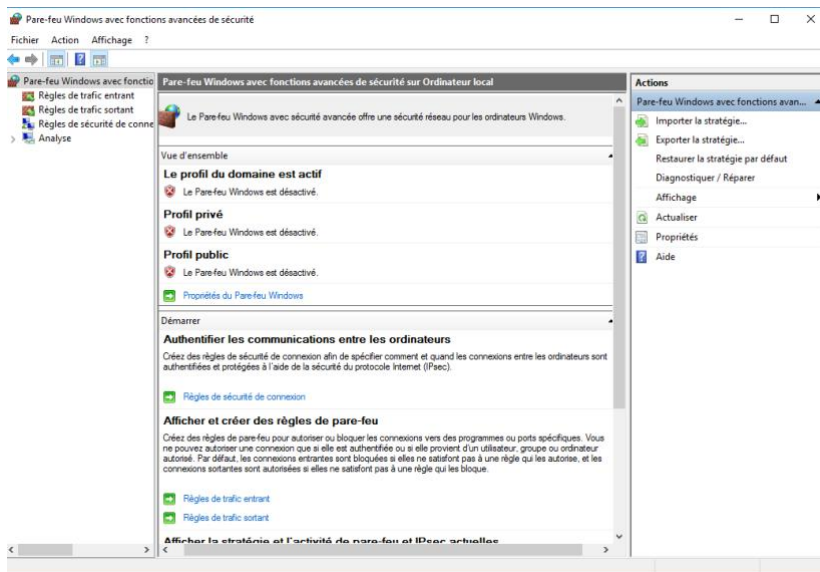 Pare-feu Windows avec fonctions avancées de sécurité
Fichier Action Affichage ?
Pare-feu Windows avec fonctio
Règles de trafic entrant
Règles de trafic sortant
Règles de sécurité de conne
Analyse
Pare-feu Windows avec fonctions avancées de sécurité sur Ordinateur local
Le Pare-feu Windows avec sécurité avancée offre une sécurité réseau pour les ordinateurs Windows.
Vue d'ensemble
Le profil du domaine est actif
Le Pare-feu Windows est désactivé.
Profil privé
Le Pare-feu Windows est désactivé.
Profil public
Le Pare-feu Windows est désactivé.
Propriétés du Pare-feu Windows
Démarrer
Authentifier les communications entre les ordinateurs
Créez des règles de sécurité de connexion afin de spécifier comment et quand les connexions entre les ordinateurs sont
authentifiées et protégées à l'aide de la sécurité du protocole Internet (IPsec).
Règles de sécurité de connexion
Afficher et créer des règles de pare-feu
Créez des règles de pare-feu pour autoriser ou bloquer les connexions vers des programmes ou ports spécifiques. Vous
ne pouvez autoriser une connexion que si elle est authentifiée ou si elle provient d'un utilisateur, groupe ou ordinateur
autorisé. Par défaut, les connexions entrantes sont bloquées si elles ne satisfont pas à une règle qui les autorise, et les
connexions sortantes sont autorisées si elles ne satisfont pas à une règle qui les bloque.
Règles de trafic entrant
Règles de trafic sortant
Afficher la stratégie et l'activité de pare-feu et IPsec actuelles
Actions
Pare-feu Windows avec fonctions avan...
Importer la stratégie...
Exporter la stratégie...
Restaurer la stratégie par défaut
Diagnostiquer / Réparer
Affichage
Actualiser
Propriétés
Aide